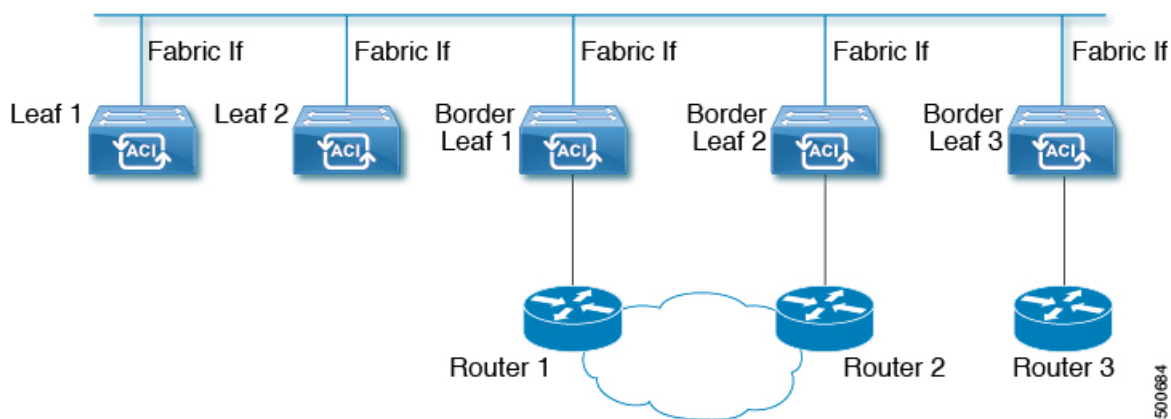 Fabric If
Fabric If
Fabric If
Fabric If
Fabric If
Leaf 1
Leaf 2
Border
Leaf 1
Border
Leaf 2
Border
Leaf 3
ACI
ACI
ACI
ACI
ACI
Router 1
Router 2
Router 3
500684